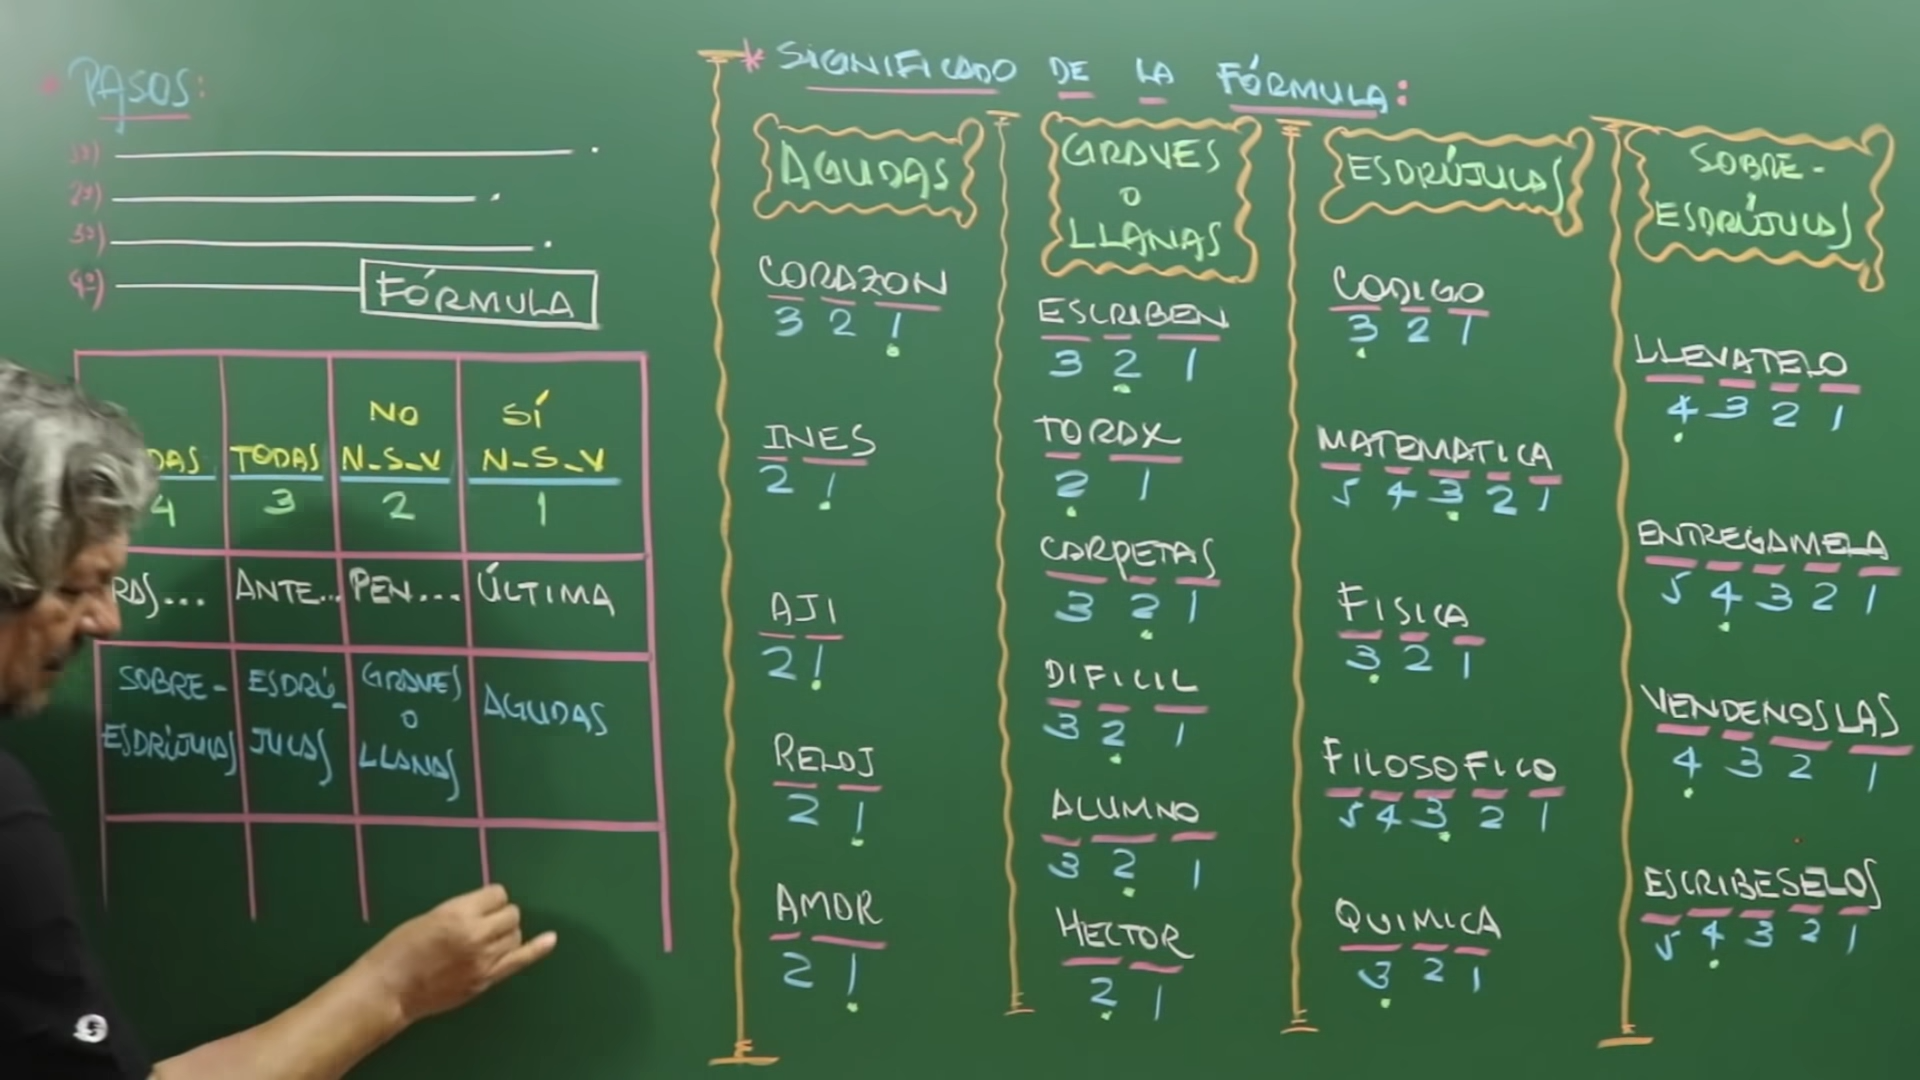 * PASOS:
1º)
2º)
3º)
4º) FÓRMULA
NO SÍ
DAS TODAS N-S-V N-S-V
4 3 2 1
RAS... ANTE... PEN... ÚLTIMA
SOBRE-
ESDRÚJULAS
ESDRÚ-
JULAS
GRAVES
O
LLANAS
AGUDAS
* SIGNIFICADO DE LA FÓRMULA:
AGUDAS
CORAZON
3 2 1
INES
2 1
AJI
2 1
RELOJ
2 1
AMOR
2 1
GRAVES
O
LLANAS
ESCRIBEN
3 2 1
TORAX
2 1
CARPETAS
3 2 1
DIFICIL
3 2 1
ALUMNO
3 2 1
HECTOR
2 1
ESDRÚJULAS
CODIGO
3 2 1
MATEMATICA
5 4 3 2 1
FISICA
3 2 1
FILOSOFICO
5 4 3 2 1
QUIMICA
3 2 1
SOBRE-
ESDRÚJULAS
LLEVATELO
4 3 2 1
ENTREGAMELA
5 4 3 2 1
VENDENOSLAS
4 3 2 1
ESCRIBESELOS
5 4 3 2 1